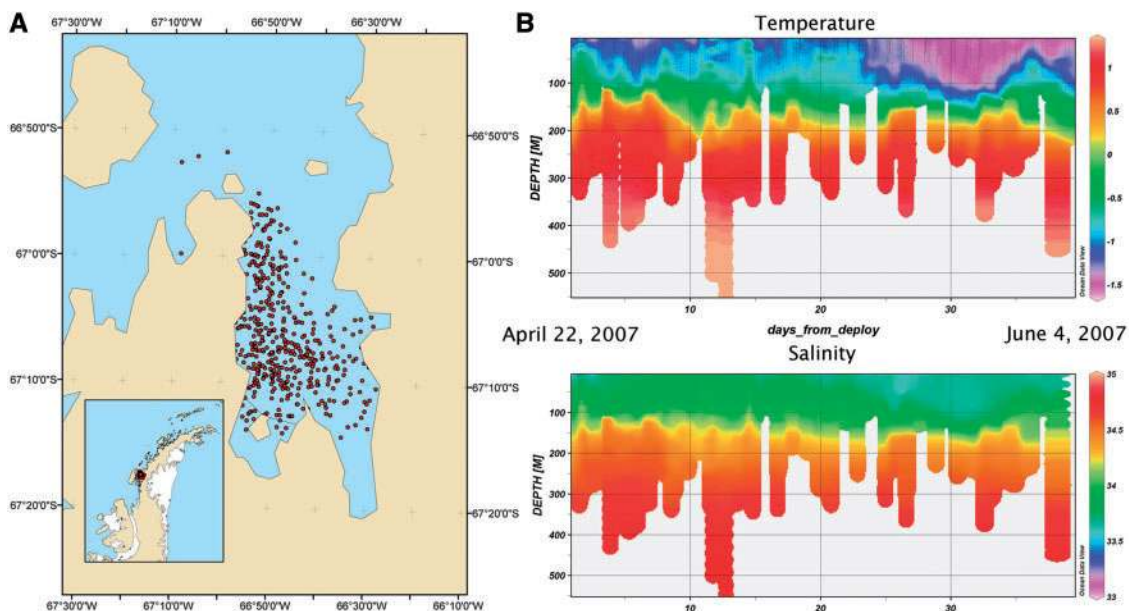 A
67°30'0"W 67°10'0"W 66°50'0"W 66°30'0"W
66°50'0"S 66°50'0"S
67°0'0"S 67°0'0"S
67°10'0"S 67°10'0"S
67°20'0"S 67°20'0"S
67°30'0"W 67°10'0"W 66°50'0"W 66°30'0"W
B
Temperature
DEPTH [M]
100
200
300
400
500
1
0.5
0
-0.5
-1
-1.5
Ocean Data View
10 20 30
days_from_deploy
April 22, 2007 June 4, 2007
Salinity
DEPTH [M]
100
200
300
400
500
35
34.5
34
33.5
33
Ocean Data View
10 20 30